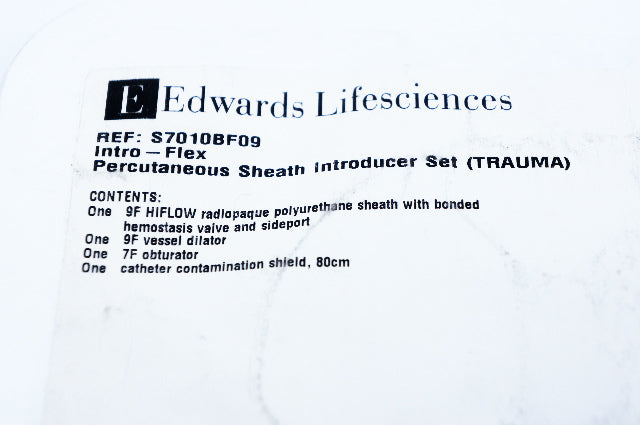 E Edwards Lifesciences
REF: S7010BF09
Intro-Flex
Percutaneous Sheath Introducer Set (TRAUMA)
CONTENTS:
One 9F HIFLOW radiopaque polyurethane sheath with bonded
hemostasis valve and sideport
One 9F vessel dilator
One 7F obturator
One catheter contamination shield, 80cm